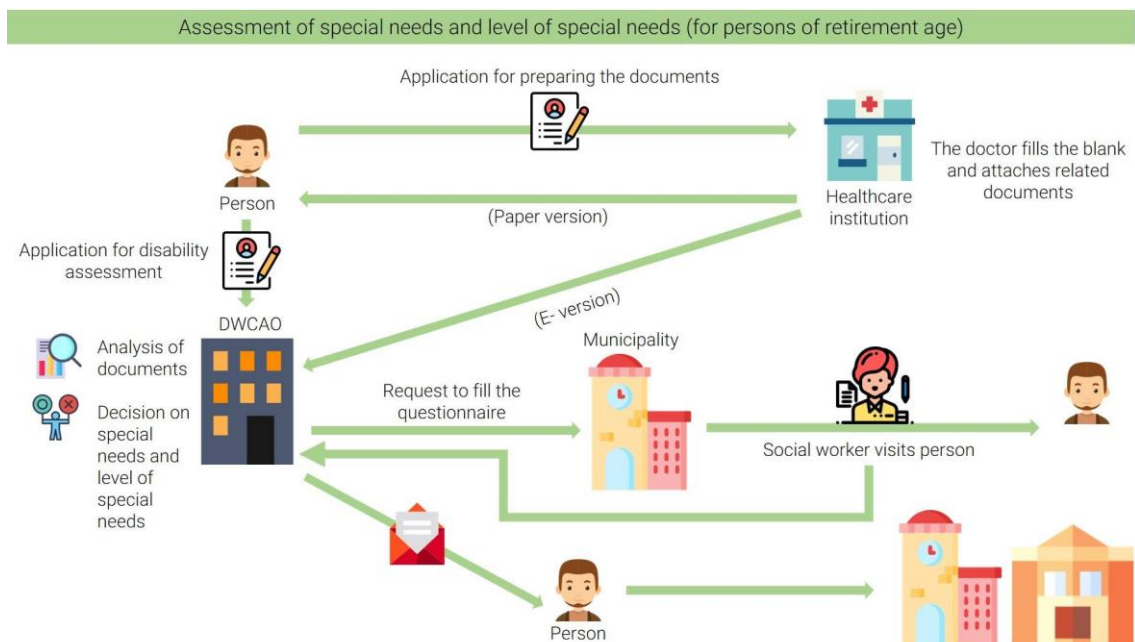 Assessment of special needs and level of special needs (for persons of retirement age)
Application for preparing the documents
The doctor fills the blank
and attaches related
documents
Person
Healthcare
institution
(Paper version)
Application for disability
assessment
(E- version)
DWCAO
Municipality
Analysis of
documents
Request to fill the
questionnaire
Decision on
special
needs and
level of
special
needs
Social worker visits person
Person